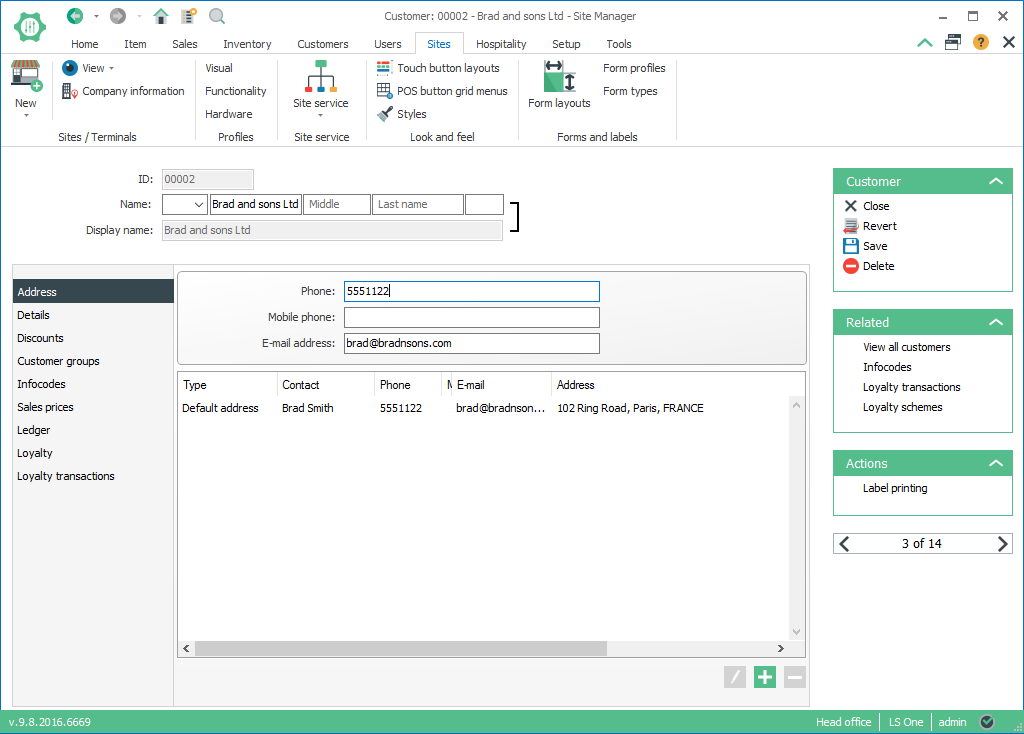 Customer: 00002 - Brad and sons Ltd - Site Manager
Home Item Sales Inventory Customers Users Sites Hospitality Setup Tools
?
New
View
Company information
Sites / Terminals
Visual
Functionality
Hardware
Profiles
Site service
Site service
Touch button layouts
POS button grid menus
Styles
Look and feel
Form layouts
Form profiles
Form types
Forms and labels
ID: 00002
Name: Brad and sons Ltd Middle Last name
Display name: Brad and sons Ltd
Address
Details
Discounts
Customer groups
Infocodes
Sales prices
Ledger
Loyalty
Loyalty transactions
Phone: 5551122
Mobile phone:
E-mail address: brad@bradnsons.com
Type Contact Phone E-mail Address
Default address Brad Smith 5551122 brad@bradnson... 102 Ring Road, Paris, FRANCE
Customer
Close
Revert
Save
Delete
Related
View all customers
Infocodes
Loyalty transactions
Loyalty schemes
Actions
Label printing
3 of 14
v.9.8.2016.6669
Head office LS One admin